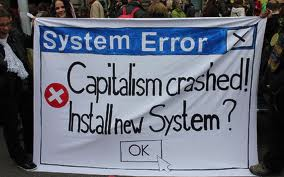 System Error
Capitalism crashed!
Install new System?
OK